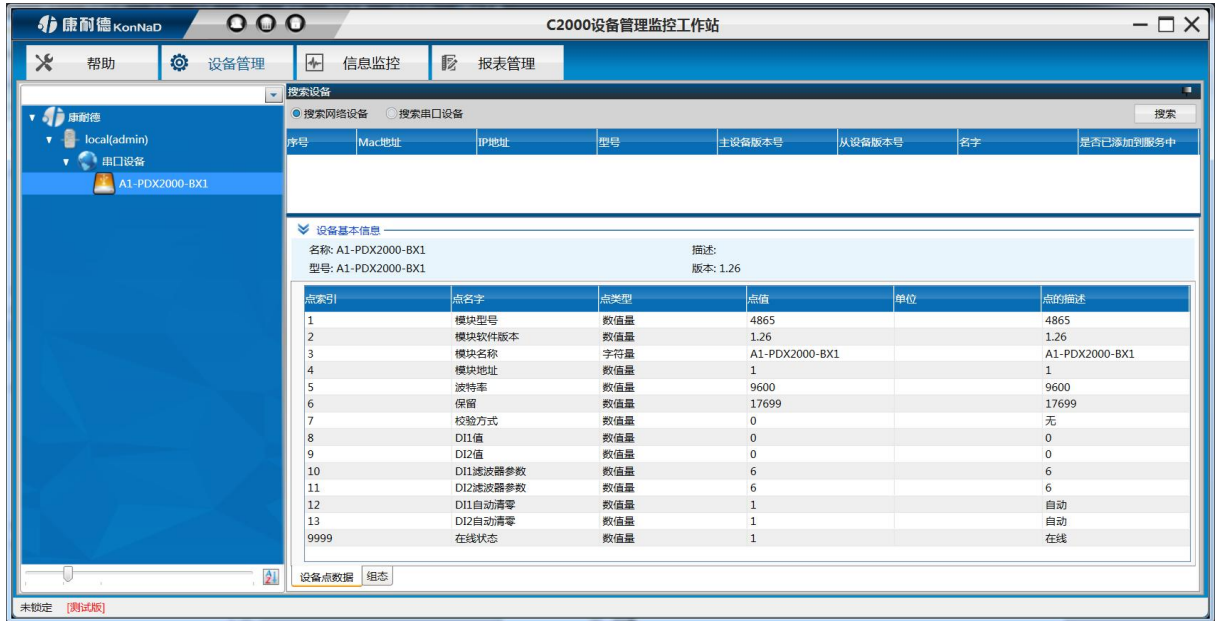 康耐德KonNaD C2000设备管理监控工作站
帮助 设备管理 信息监控 报表管理
搜索设备
搜索网络设备 搜索串口设备 搜索
序号 Mac地址 IP地址 型号 主设备版本号 从设备版本号 名字 是否已添加到服务中
康耐德
local(admin)
串口设备
A1-PDX2000-BX1
设备基本信息
名称: A1-PDX2000-BX1 描述:
型号: A1-PDX2000-BX1 版本: 1.26
点索引 点名字 点类型 点值 单位 点的描述
1 模块型号 数值量 4865 4865
2 模块软件版本 数值量 1.26 1.26
3 模块名称 字符量 A1-PDX2000-BX1 A1-PDX2000-BX1
4 模块地址 数值量 1 1
5 波特率 数值量 9600 9600
6 保留 数值量 17699 17699
7 校验方式 数值量 0 无
8 DI1值 数值量 0 0
9 DI2值 数值量 0 0
10 DI1滤波器参数 数值量 6 6
11 DI2滤波器参数 数值量 6 6
12 DI1自动清零 数值量 1 自动
13 DI2自动清零 数值量 1 自动
9999 在线状态 数值量 1 在线
设备点数据 组态
未锁定 [测试版]